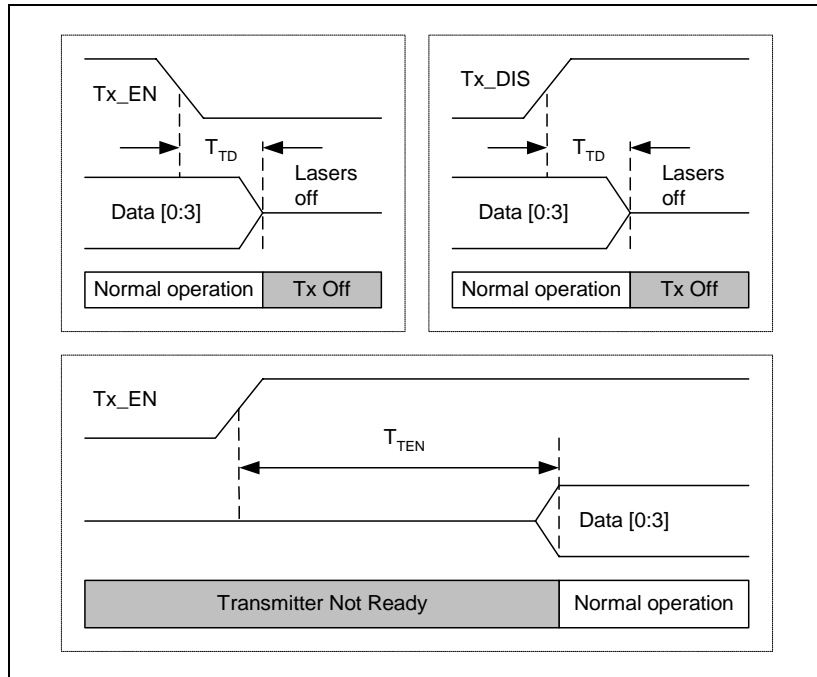 Tx_EN
T_TD
Lasers
off
Data [0:3]
Normal operation
Tx Off
Tx_DIS
T_TD
Lasers
off
Data [0:3]
Normal operation
Tx Off
Tx_EN
T_TEN
Data [0:3]
Transmitter Not Ready
Normal operation